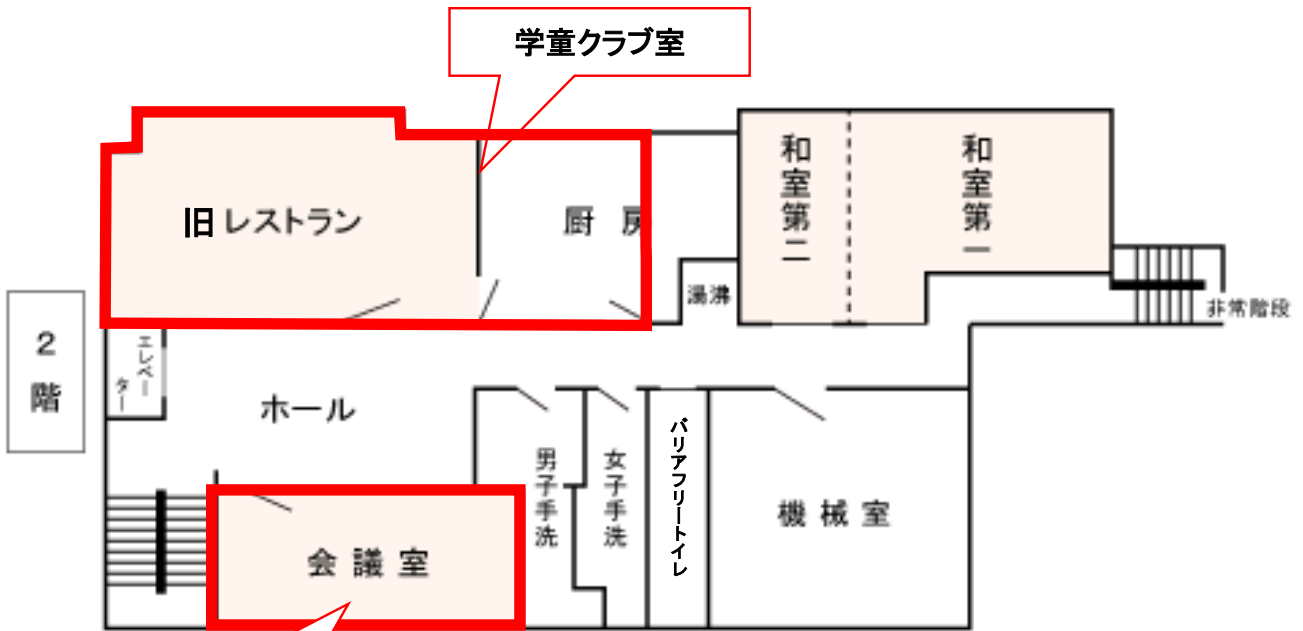 学童クラブ室
和室第二
和室第一
旧レストラン
厨房
湯沸
非常階段
2階
エレベーター
ホール
男子手洗
女子手洗
バリアフリートイレ
機械室
会議室